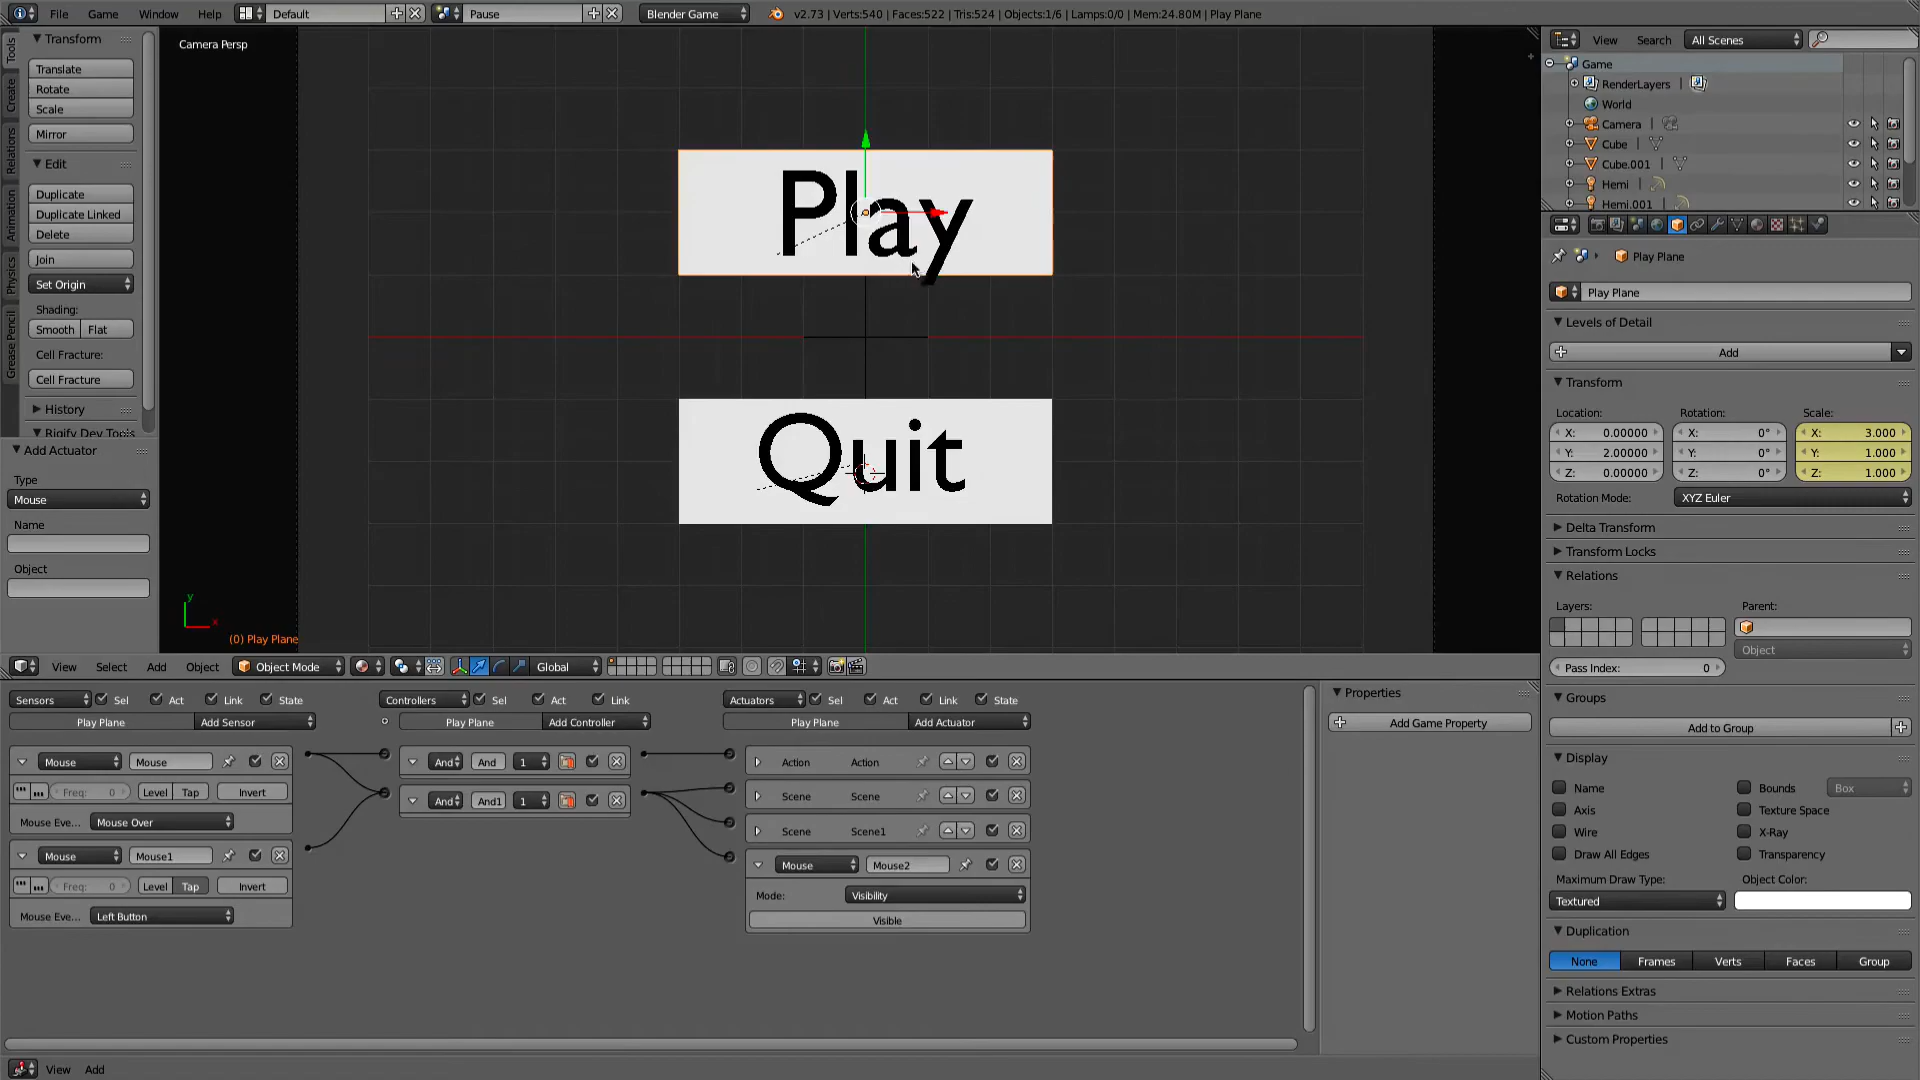 File Window Help Default Pause Blender Game v2.73 | Verts:540 | Faces:522 | Tris:524 | Objects:1/6 | Lamps:0/0 | Mem:24.80M | Play Plane
Tools
Create
Relations
Animation
Physics
Grease Pencil
Transform
Translate
Rotate
Scale
Mirror
Edit
Duplicate
Duplicate Linked
Delete
Join
Set Origin
Shading:
Smooth Flat
Cell Fracture:
Cell Fracture
History
Rigify Dev Tools
Add Actuator
Type
Mouse
Name
Object
Camera Persp
Play
Quit
y
x
(0) Play Plane
View Select Add Object Object Mode Global
View Search All Scenes
Game
RenderLayers
World
Camera
Cube
Cube.001
Hemi
Hemi.001
Play Plane
Play Plane
Levels of Detail
Add
Transform
Location: Rotation: Scale:
X: 0.00000 X: 0° X: 3.000
Y: 2.00000 Y: 0° Y: 1.000
Z: 0.00000 Z: 0° Z: 1.000
Rotation Mode: XYZ Euler
Delta Transform
Transform Locks
Relations
Layers: Parent:
Object
Pass Index: 0
Groups
Add to Group
Display
Name Bounds Box
Axis Texture Space
Wire X-Ray
Draw All Edges Transparency
Maximum Draw Type: Object Color:
Textured
Duplication
None Frames Verts Faces Group
Relations Extras
Motion Paths
Custom Properties
Sensors Sel Act Link State
Play Plane Add Sensor
Mouse Mouse
Freq: 0 Level Tap Invert
Mouse Eve... Mouse Over
Mouse Mouse1
Freq: 0 Level Tap Invert
Mouse Eve... Left Button
Controllers Sel Act Link
Play Plane Add Controller
And And 1
And And1 1
Actuators Sel Act Link State
Play Plane Add Actuator
Action Action
Scene Scene
Scene Scene1
Mouse Mouse2
Mode: Visibility
Visible
Properties
Add Game Property
View Add